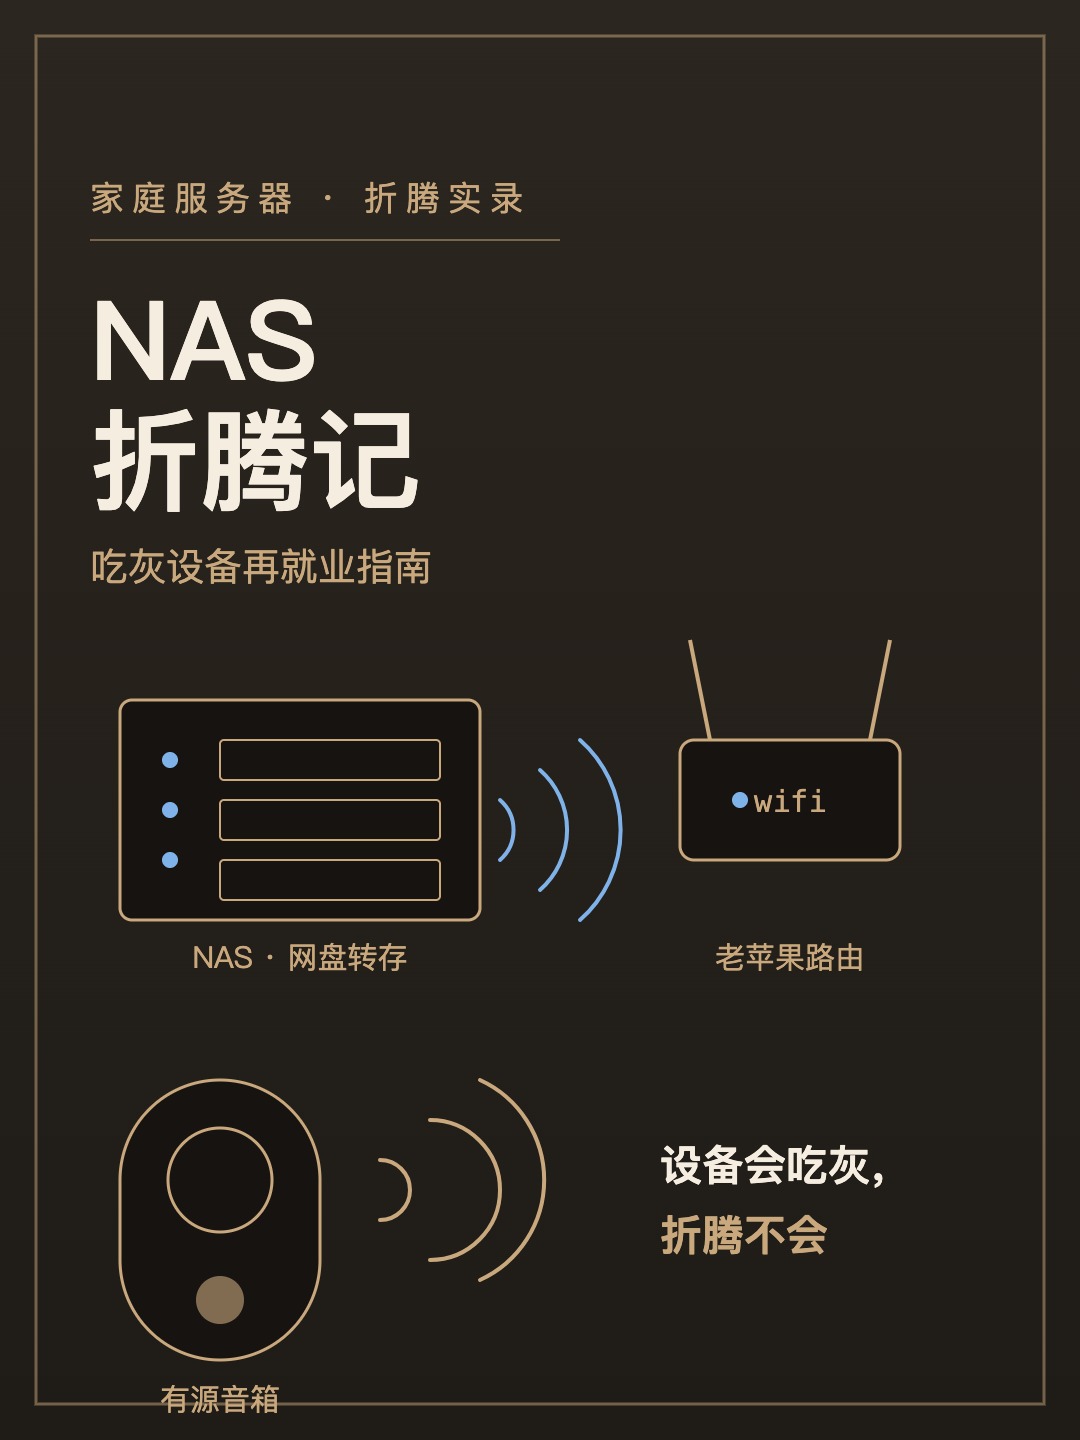 家庭服务器 · 折腾实录
NAS
折腾记
吃灰设备再就业指南
wifi
NAS · 网盘转存
老苹果路由
设备会吃灰，
折腾不会
有源音箱